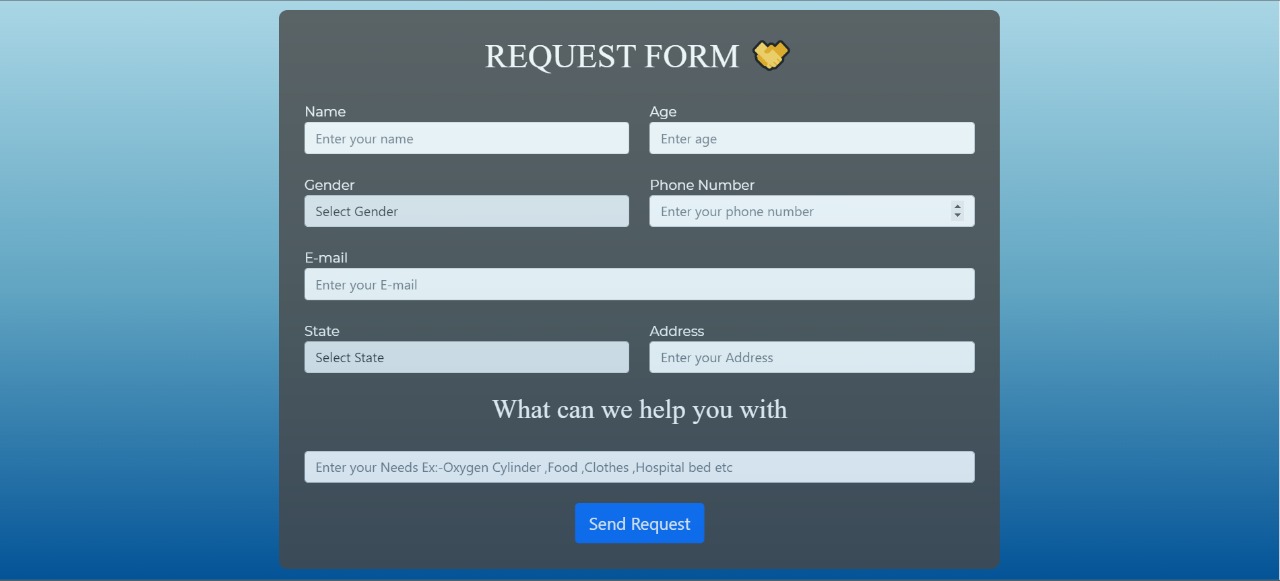 REQUEST FORM
Name Age
Enter your name Enter age
Gender Phone Number
Select Gender Enter your phone number
E-mail
Enter your E-mail
State Address
Select State Enter your Address
What can we help you with
Enter your Needs Ex:-Oxygen Cylinder ,Food ,Clothes ,Hospital bed etc
Send Request